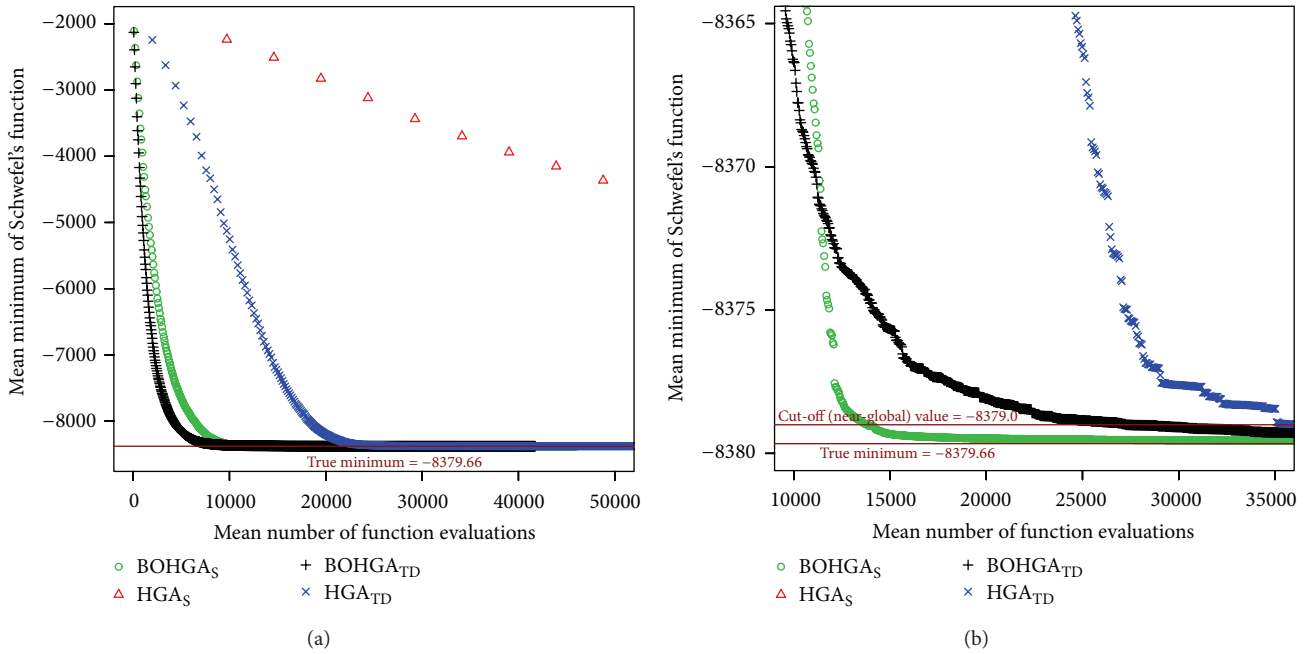 −2000
−3000
−4000
−5000
−6000
−7000
−8000
Mean minimum of Schwefel's function
True minimum = −8379.66
0
10000
20000
30000
40000
50000
Mean number of function evaluations
BOHGA_S
BOHGA_TD
HGA_S
HGA_TD
(a)
−8365
−8370
−8375
−8380
Mean minimum of Schwefel's function
Cut-off (near-global) value = −8379.0
True minimum = −8379.66
10000
15000
20000
25000
30000
35000
Mean number of function evaluations
BOHGA_S
BOHGA_TD
HGA_S
HGA_TD
(b)